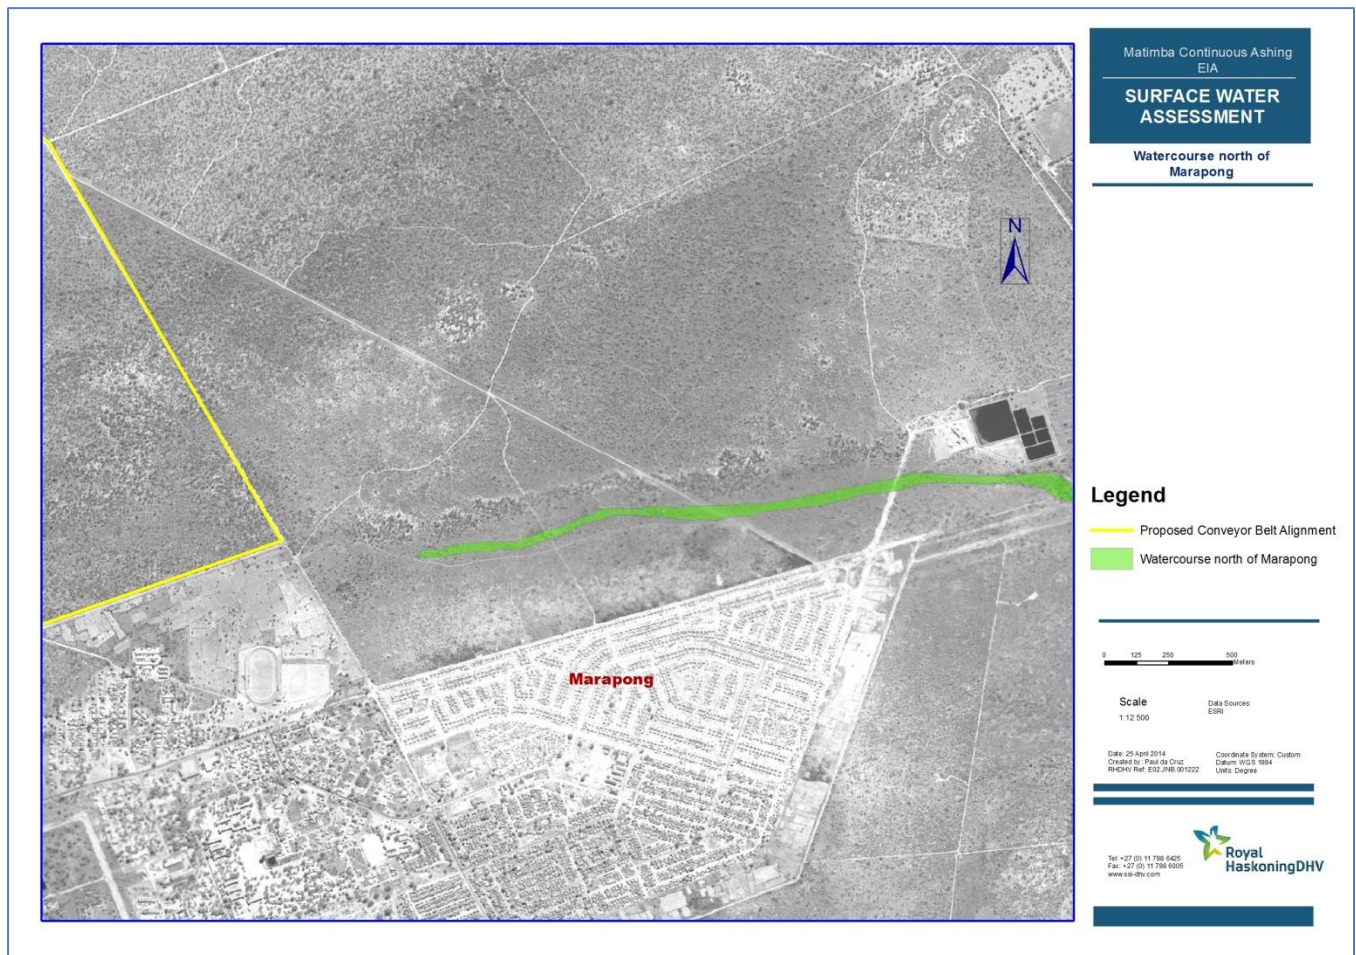 Matimba Continuous Ashing
EIA
SURFACE WATER
ASSESSMENT
Watercourse north of
Marapong
N
Marapong
Legend
Proposed Conveyor Belt Alignment
Watercourse north of Marapong
0 125 250 500
Meters
Scale
1:12 500
Data Sources:
ESRI
Date: 25 April 2014
Created by: Paul da Cruz
RHDHV Ref: E02.JNB.001222
Coordinate System: Custom
Datum: WGS 1984
Units: Degree
Tel: +27 (0) 11 798 6425
Fax: +27 (0) 11 798 6005
www.ssi-dhv.com
Royal
HaskoningDHV